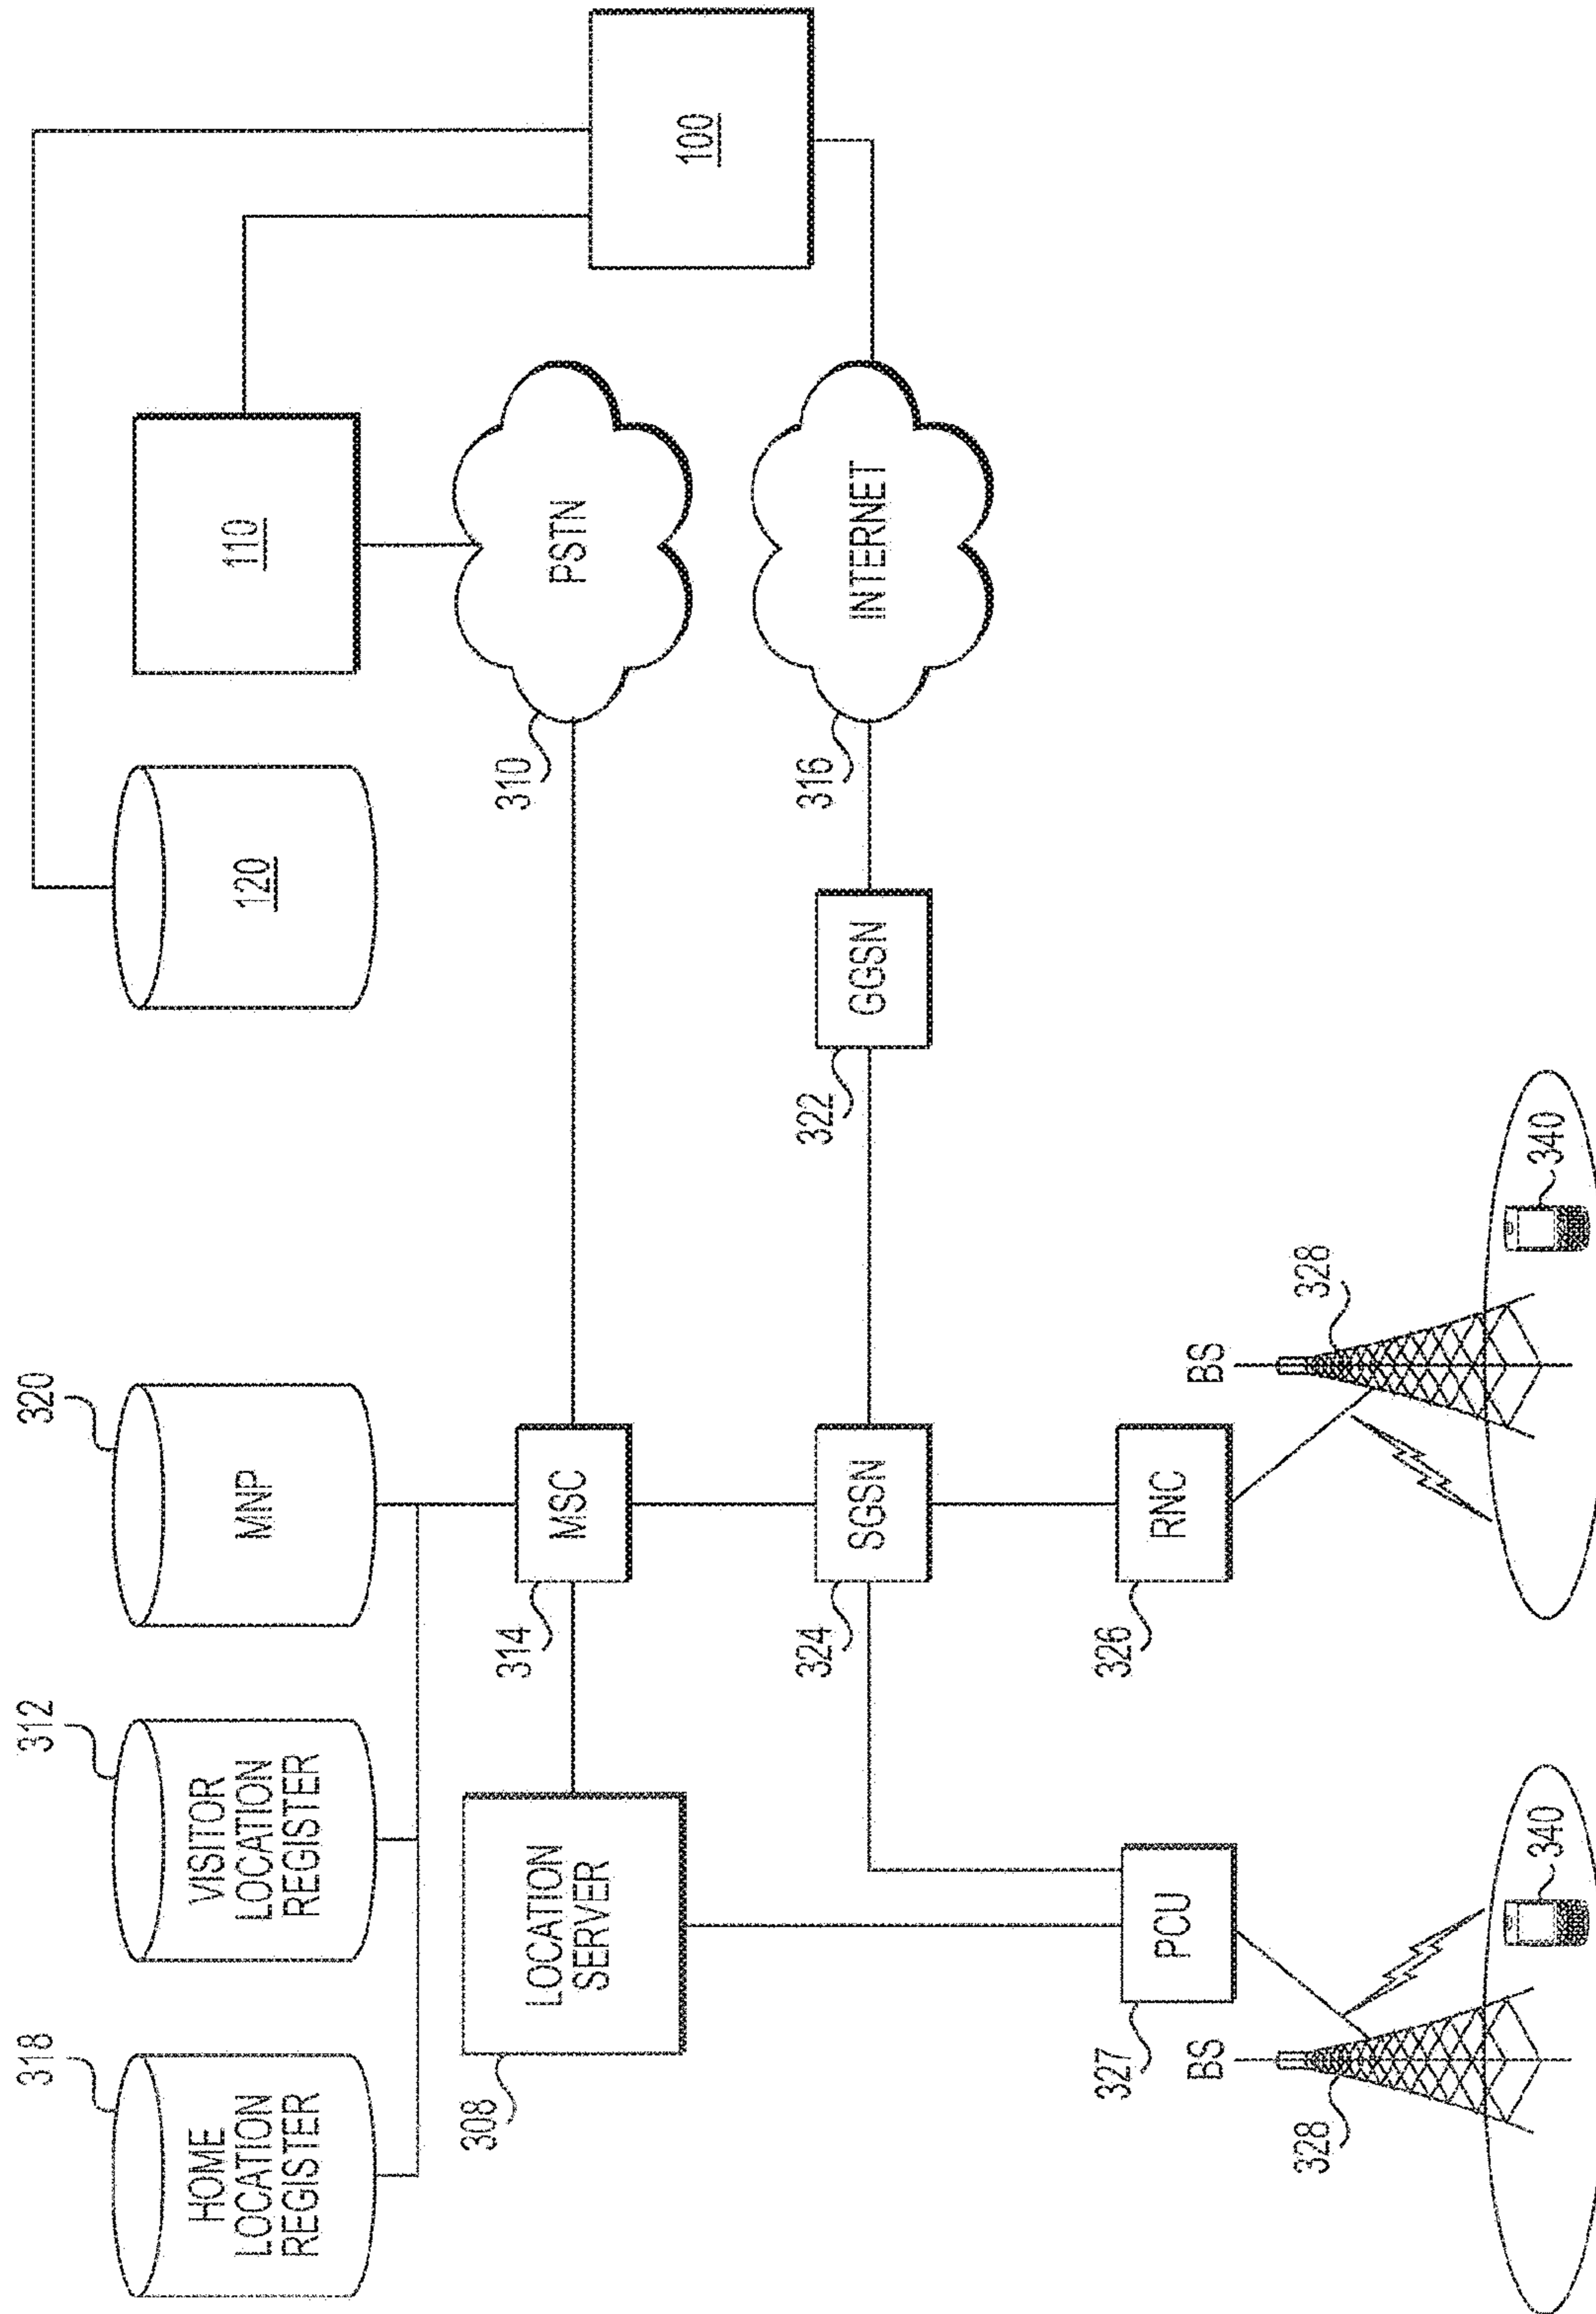 318
HOME
LOCATION
REGISTER
312
VISITOR
LOCATION
REGISTER
320
MNP
120
110
308
LOCATION
SERVER
314
MSC
310
PSTN
100
324
SGSN
322
GGSN
316
INTERNET
327
PCU
326
RNC
BS
328
340
BS
328
340